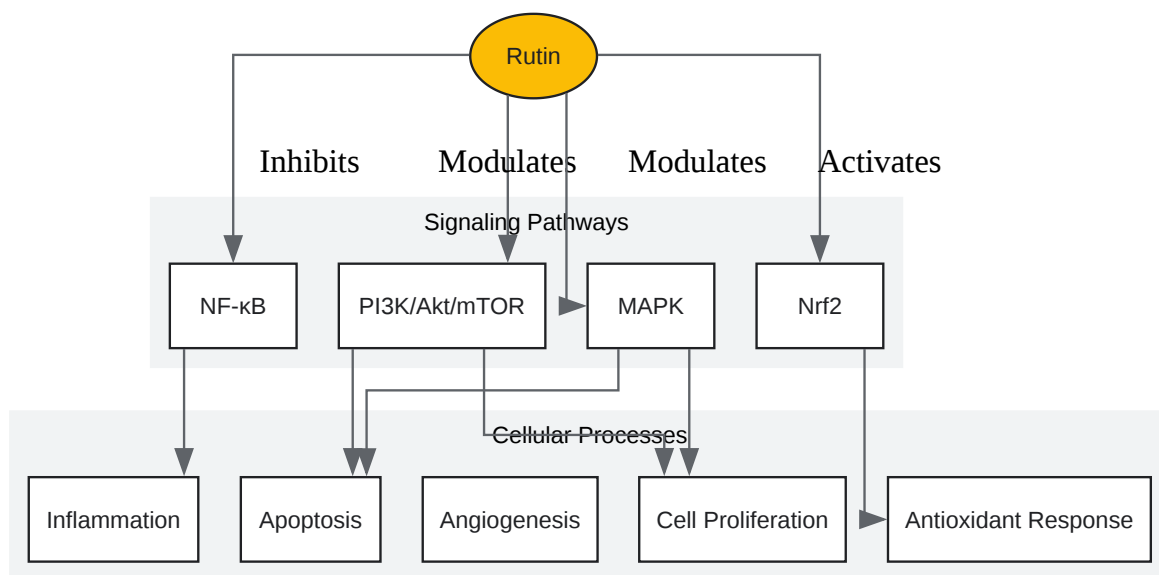 Rutin
Inhibits
Modulates
Modulates
Activates
Signaling Pathways
NF-κB
PI3K/Akt/mTOR
MAPK
Nrf2
Cellular Processes
Inflammation
Apoptosis
Angiogenesis
Cell Proliferation
Antioxidant Response